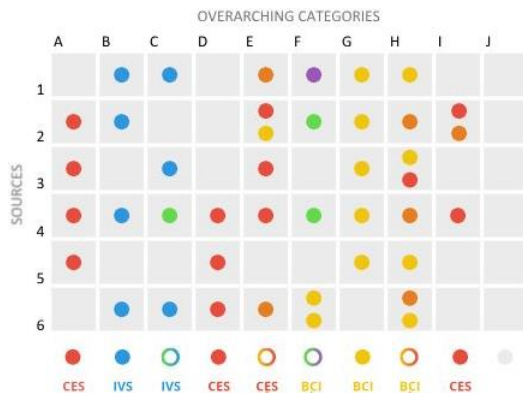 OVERARCHING CATEGORIES
A B C D E F G H I J
1
2
3
4
5
6
SOURCES
CES IVS IVS CES CES BCI BCI BCI CES